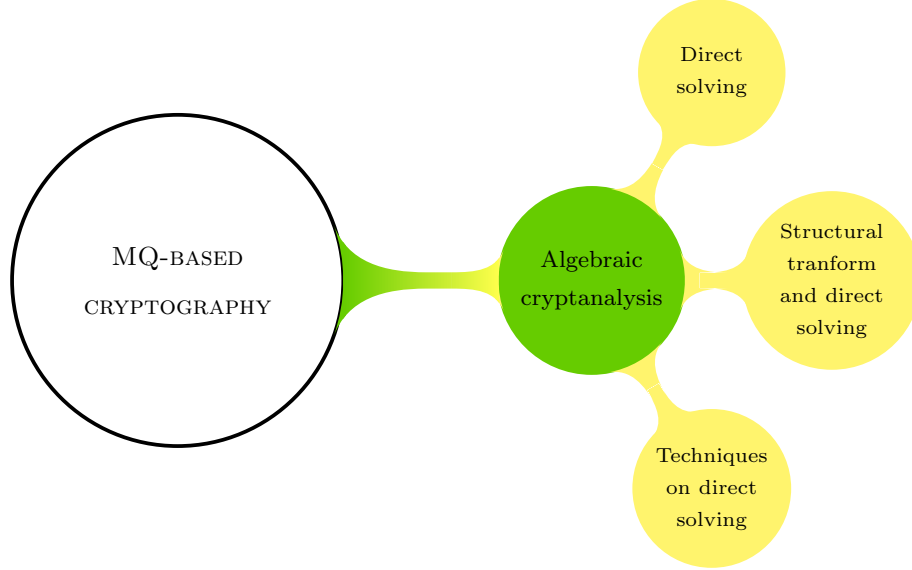 MQ-BASED
CRYPTOGRAPHY
Algebraic
cryptanalysis
Direct
solving
Structural
tranform
and direct
solving
Techniques
on direct
solving